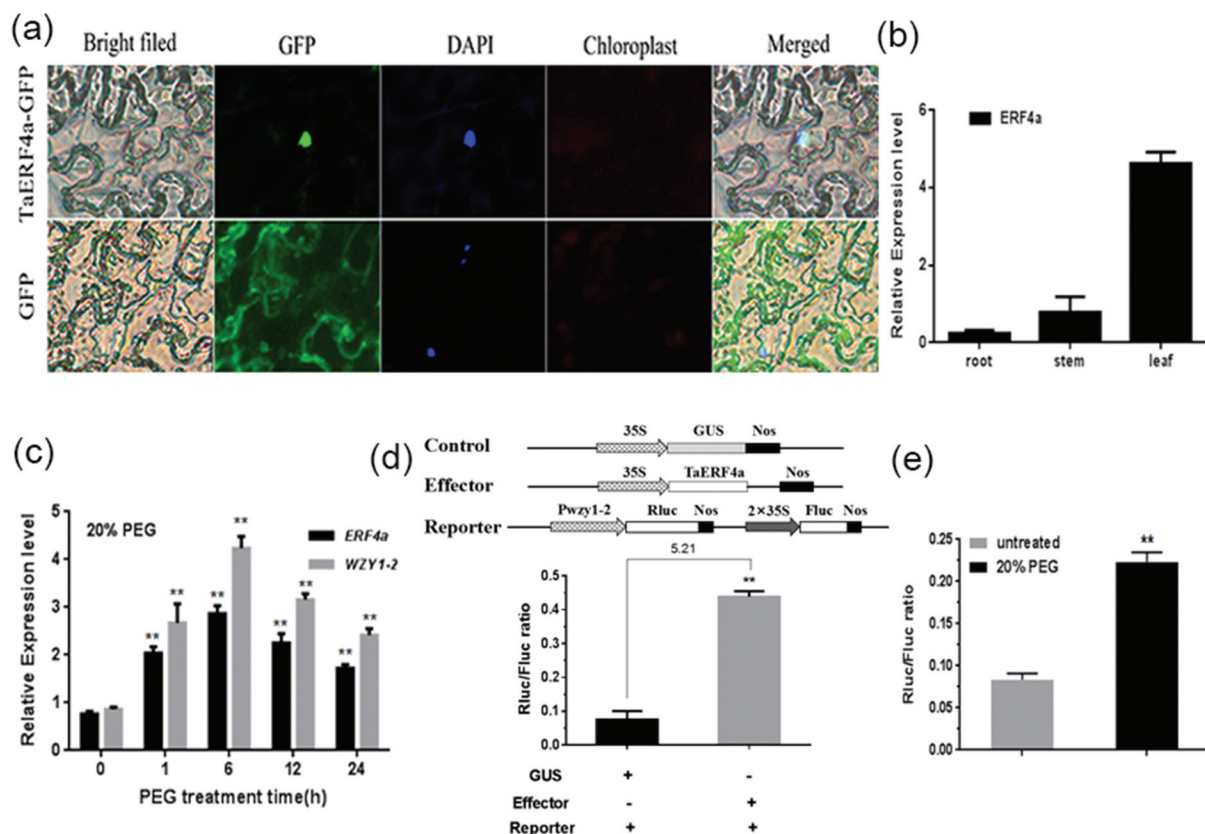 (a)
Bright filed GFP DAPI Chloroplast Merged
TaERF4a-GFP
GFP
(b)
Relative Expression level
6
4
2
0
ERF4a
root stem leaf
(c)
20% PEG
ERF4a
WZY1-2
Relative Expression level
5
4
3
2
1
0
** ** ** ** ** ** ** **
0 1 6 12 24
PEG treatment time(h)
(d)
Control 35S GUS Nos
Effector 35S TaERF4a Nos
Reporter Pwzy1-2 Rluc Nos 2×35S Fluc Nos
5.21
**
Rluc/Fluc ratio
0.5
0.4
0.3
0.2
0.1
0.0
GUS + -
Effector - +
Reporter + +
(e)
untreated
20% PEG
**
Rluc/Fluc ratio
0.25
0.20
0.15
0.10
0.05
0.00